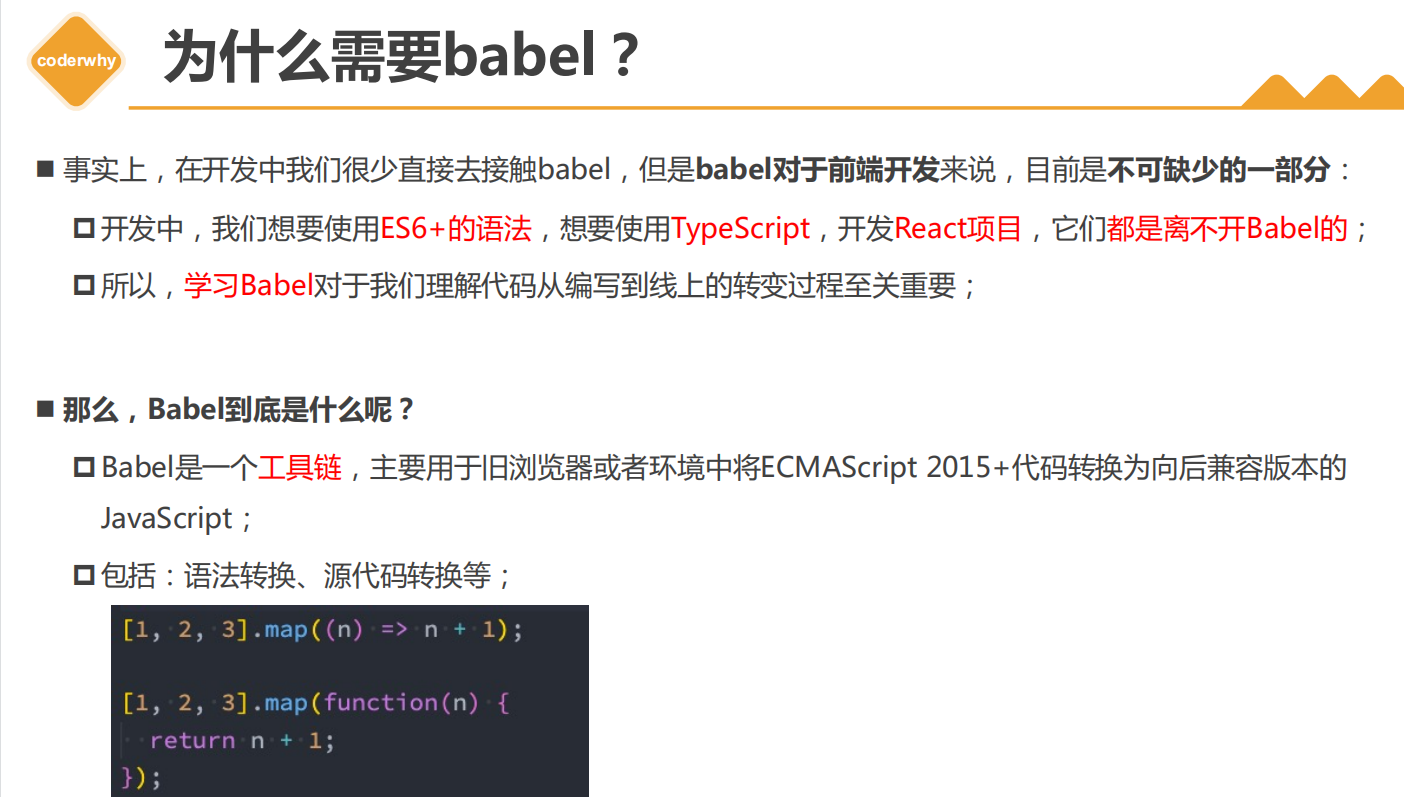 coderwhy
为什么需要babel？
事实上，在开发中我们很少直接去接触babel，但是babel对于前端开发来说，目前是不可缺少的一部分：
开发中，我们想要使用ES6+的语法，想要使用TypeScript，开发React项目，它们都是离不开Babel的；
所以，学习Babel对于我们理解代码从编写到线上的转变过程至关重要；
那么，Babel到底是什么呢？
Babel是一个工具链，主要用于旧浏览器或者环境中将ECMAScript 2015+代码转换为向后兼容版本的
JavaScript；
包括：语法转换、源代码转换等；
[1, 2, 3].map((n) => n + 1);
[1, 2, 3].map(function(n) {
return n + 1;
});